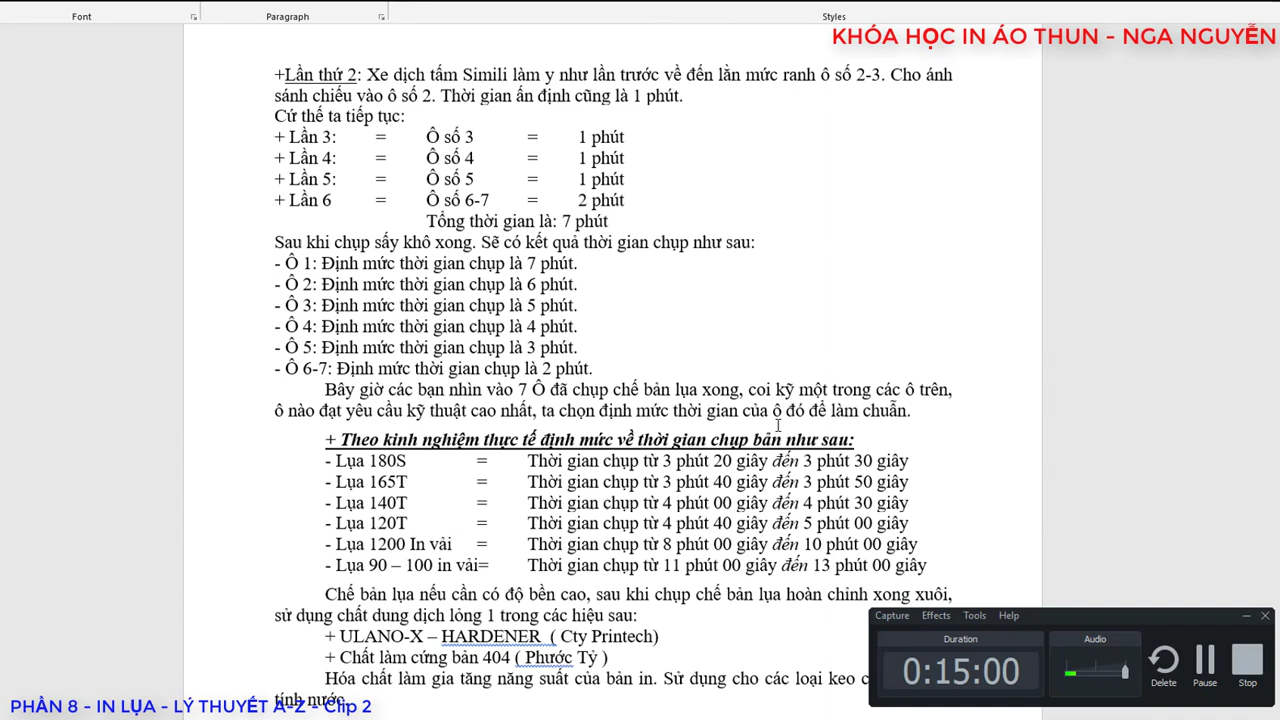 Font Paragraph Styles
KHÓA HỌC IN ÁO THUN - NGA NGUYỄN
+Lần thứ 2: Xe dịch tấm Simili làm y như lần trước về đến lằn mức ranh ô số 2-3. Cho ánh
sánh chiếu vào ô số 2. Thời gian ấn định cũng là 1 phút.
Cứ thế ta tiếp tục:
+ Lần 3: = Ô số 3 = 1 phút
+ Lần 4: = Ô số 4 = 1 phút
+ Lần 5: = Ô số 5 = 1 phút
+ Lần 6 = Ô số 6-7 = 2 phút
Tổng thời gian là: 7 phút
Sau khi chụp sấy khô xong. Sẽ có kết quả thời gian chụp như sau:
- Ô 1: Định mức thời gian chụp là 7 phút.
- Ô 2: Định mức thời gian chụp là 6 phút.
- Ô 3: Định mức thời gian chụp là 5 phút.
- Ô 4: Định mức thời gian chụp là 4 phút.
- Ô 5: Định mức thời gian chụp là 3 phút.
- Ô 6-7: Định mức thời gian chụp là 2 phút.
Bây giờ các bạn nhìn vào 7 Ô đã chụp chế bản lụa xong, coi kỹ một trong các ô trên,
ô nào đạt yêu cầu kỹ thuật cao nhất, ta chọn định mức thời gian của ô đó để làm chuẩn.
+ Theo kinh nghiệm thực tế định mức về thời gian chụp bản như sau:
- Lụa 180S = Thời gian chụp từ 3 phút 20 giây đến 3 phút 30 giây
- Lụa 165T = Thời gian chụp từ 3 phút 40 giây đến 3 phút 50 giây
- Lụa 140T = Thời gian chụp từ 4 phút 00 giây đến 4 phút 30 giây
- Lụa 120T = Thời gian chụp từ 4 phút 40 giây đến 5 phút 00 giây
- Lụa 1200 In vải = Thời gian chụp từ 8 phút 00 giây đến 10 phút 00 giây
- Lụa 90 – 100 in vải= Thời gian chụp từ 11 phút 00 giây đến 13 phút 00 giây
Chế bản lụa nếu cần có độ bền cao, sau khi chụp chế bản lụa hoàn chỉnh xong xuôi,
sử dụng chất dung dịch lỏng 1 trong các hiệu sau:
+ ULANO-X – HARDENER ( Cty Printech)
+ Chất làm cứng bản 404 ( Phước Tỷ )
Hóa chất làm gia tăng năng suất của bản in. Sử dụng cho các loại keo
tính nước.
Capture Effects Tools Help
Duration Audio
0:15:00
Delete Pause Stop
PHẦN 8 - IN LỤA - LÝ THUYẾT A-Z - Clip 2